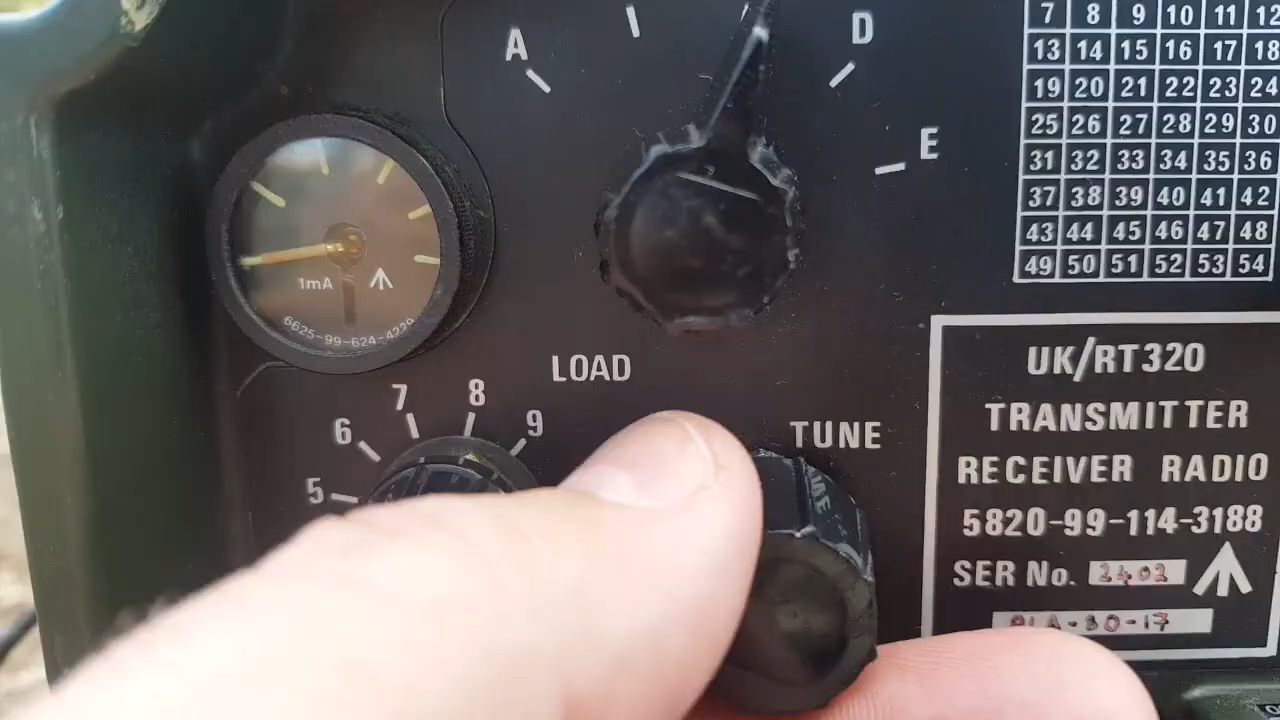 A
D
E
7 8 9 10 11 12
13 14 15 16 17 18
19 20 21 22 23 24
25 26 27 28 29 30
31 32 33 34 35 36
37 38 39 40 41 42
43 44 45 46 47 48
49 50 51 52 53 54
1mA
6625-99-624-4229
LOAD
5 6 7 8 9
TUNE
UK/RT320
TRANSMITTER
RECEIVER RADIO
5820-99-114-3188
SER No. 2402